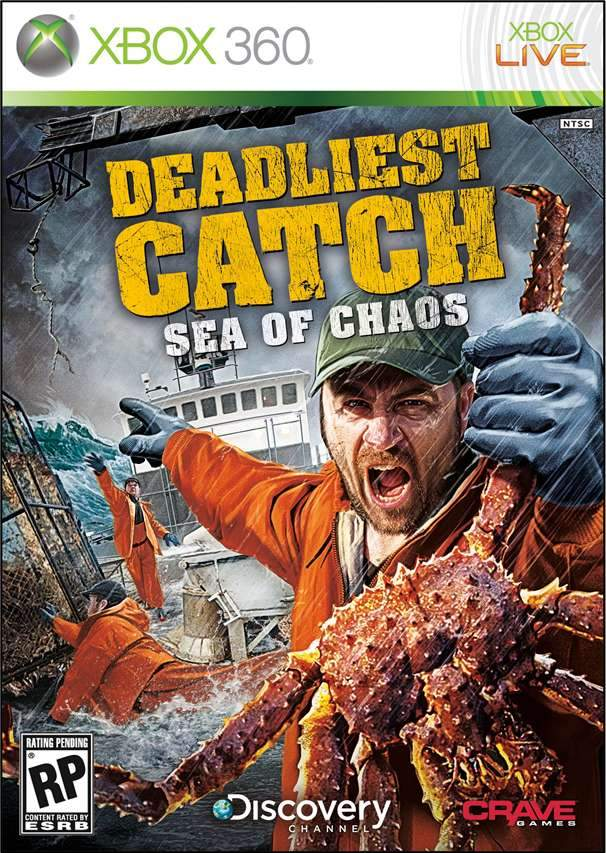 XBOX 360.
XBOX
LIVE
NTSC
DEADLIEST
CATCH
SEA OF CHAOS
RATING PENDING
RP
CONTENT RATED BY
ESRB
Discovery
CHANNEL
CRAVE
GAMES